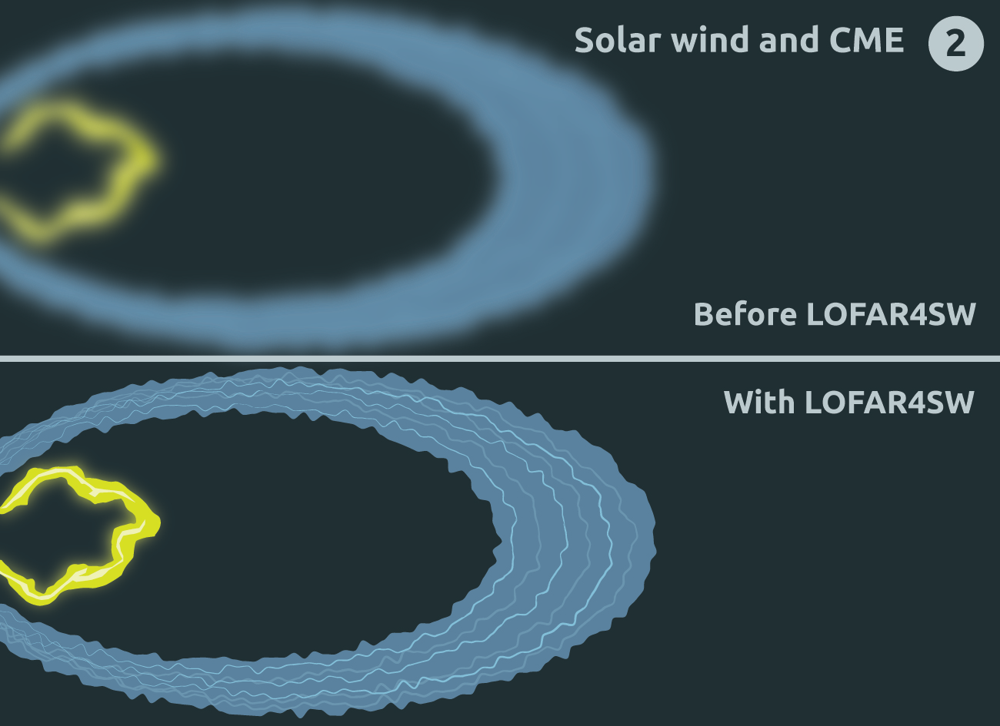 Solar wind and CME 2
Before LOFAR4SW
With LOFAR4SW